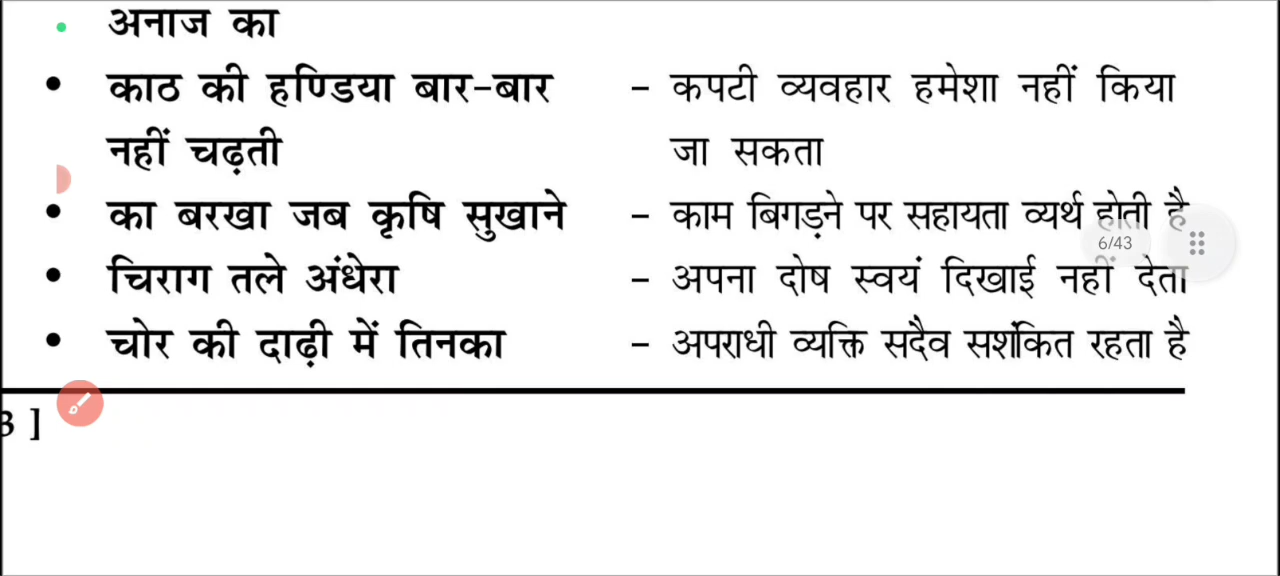 अनाज का
• काठ की हण्डिया बार-बार – कपटी व्यवहार हमेशा नहीं किया
नहीं चढ़ती जा सकता
• का बरखा जब कृषि सुखाने – काम बिगड़ने पर सहायता व्यर्थ होती है
6/43
• चिराग तले अंधेरा – अपना दोष स्वयं दिखाई नहीं देता
• चोर की दाढ़ी में तिनका – अपराधी व्यक्ति सदैव सशंकित रहता है
3 ]